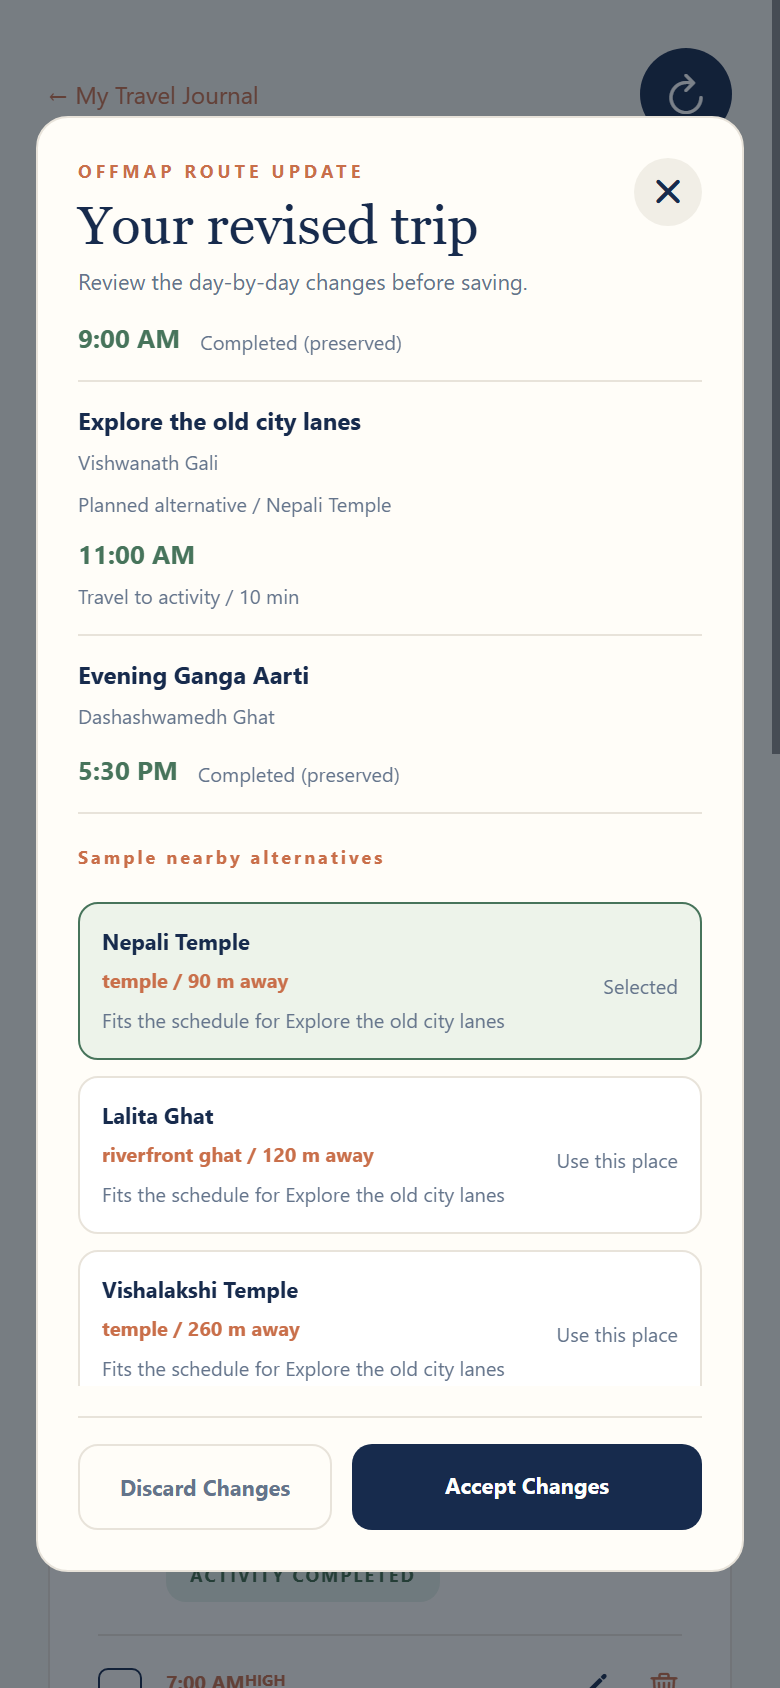 ← My Travel Journal
OFFMAP ROUTE UPDATE
Your revised trip
Review the day-by-day changes before saving.
9:00 AM Completed (preserved)
Explore the old city lanes
Vishwanath Gali
Planned alternative / Nepali Temple
11:00 AM
Travel to activity / 10 min
Evening Ganga Aarti
Dashashwamedh Ghat
5:30 PM Completed (preserved)
Sample nearby alternatives
Nepali Temple
temple / 90 m away
Selected
Fits the schedule for Explore the old city lanes
Lalita Ghat
riverfront ghat / 120 m away
Use this place
Fits the schedule for Explore the old city lanes
Vishalakshi Temple
temple / 260 m away
Use this place
Fits the schedule for Explore the old city lanes
Discard Changes
Accept Changes
ACTIVITY COMPLETED
7:00 AM HIGH